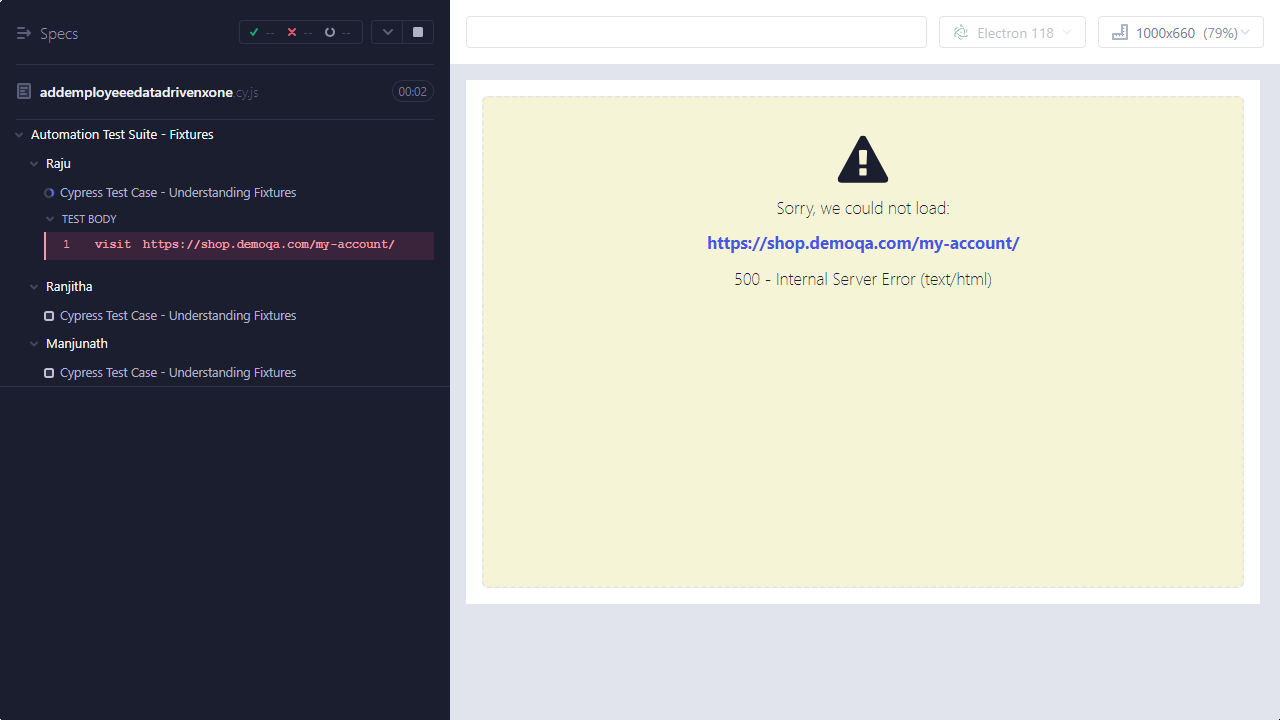 Specs
-- -- --
addemployeeedatadrivenxone.cy.js
00:02
Automation Test Suite - Fixtures
Raju
Cypress Test Case - Understanding Fixtures
TEST BODY
1 visit https://shop.demoqa.com/my-account/
Ranjitha
Cypress Test Case - Understanding Fixtures
Manjunath
Cypress Test Case - Understanding Fixtures
Electron 118
1000x660 (79%)
Sorry, we could not load:
https://shop.demoqa.com/my-account/
500 - Internal Server Error (text/html)